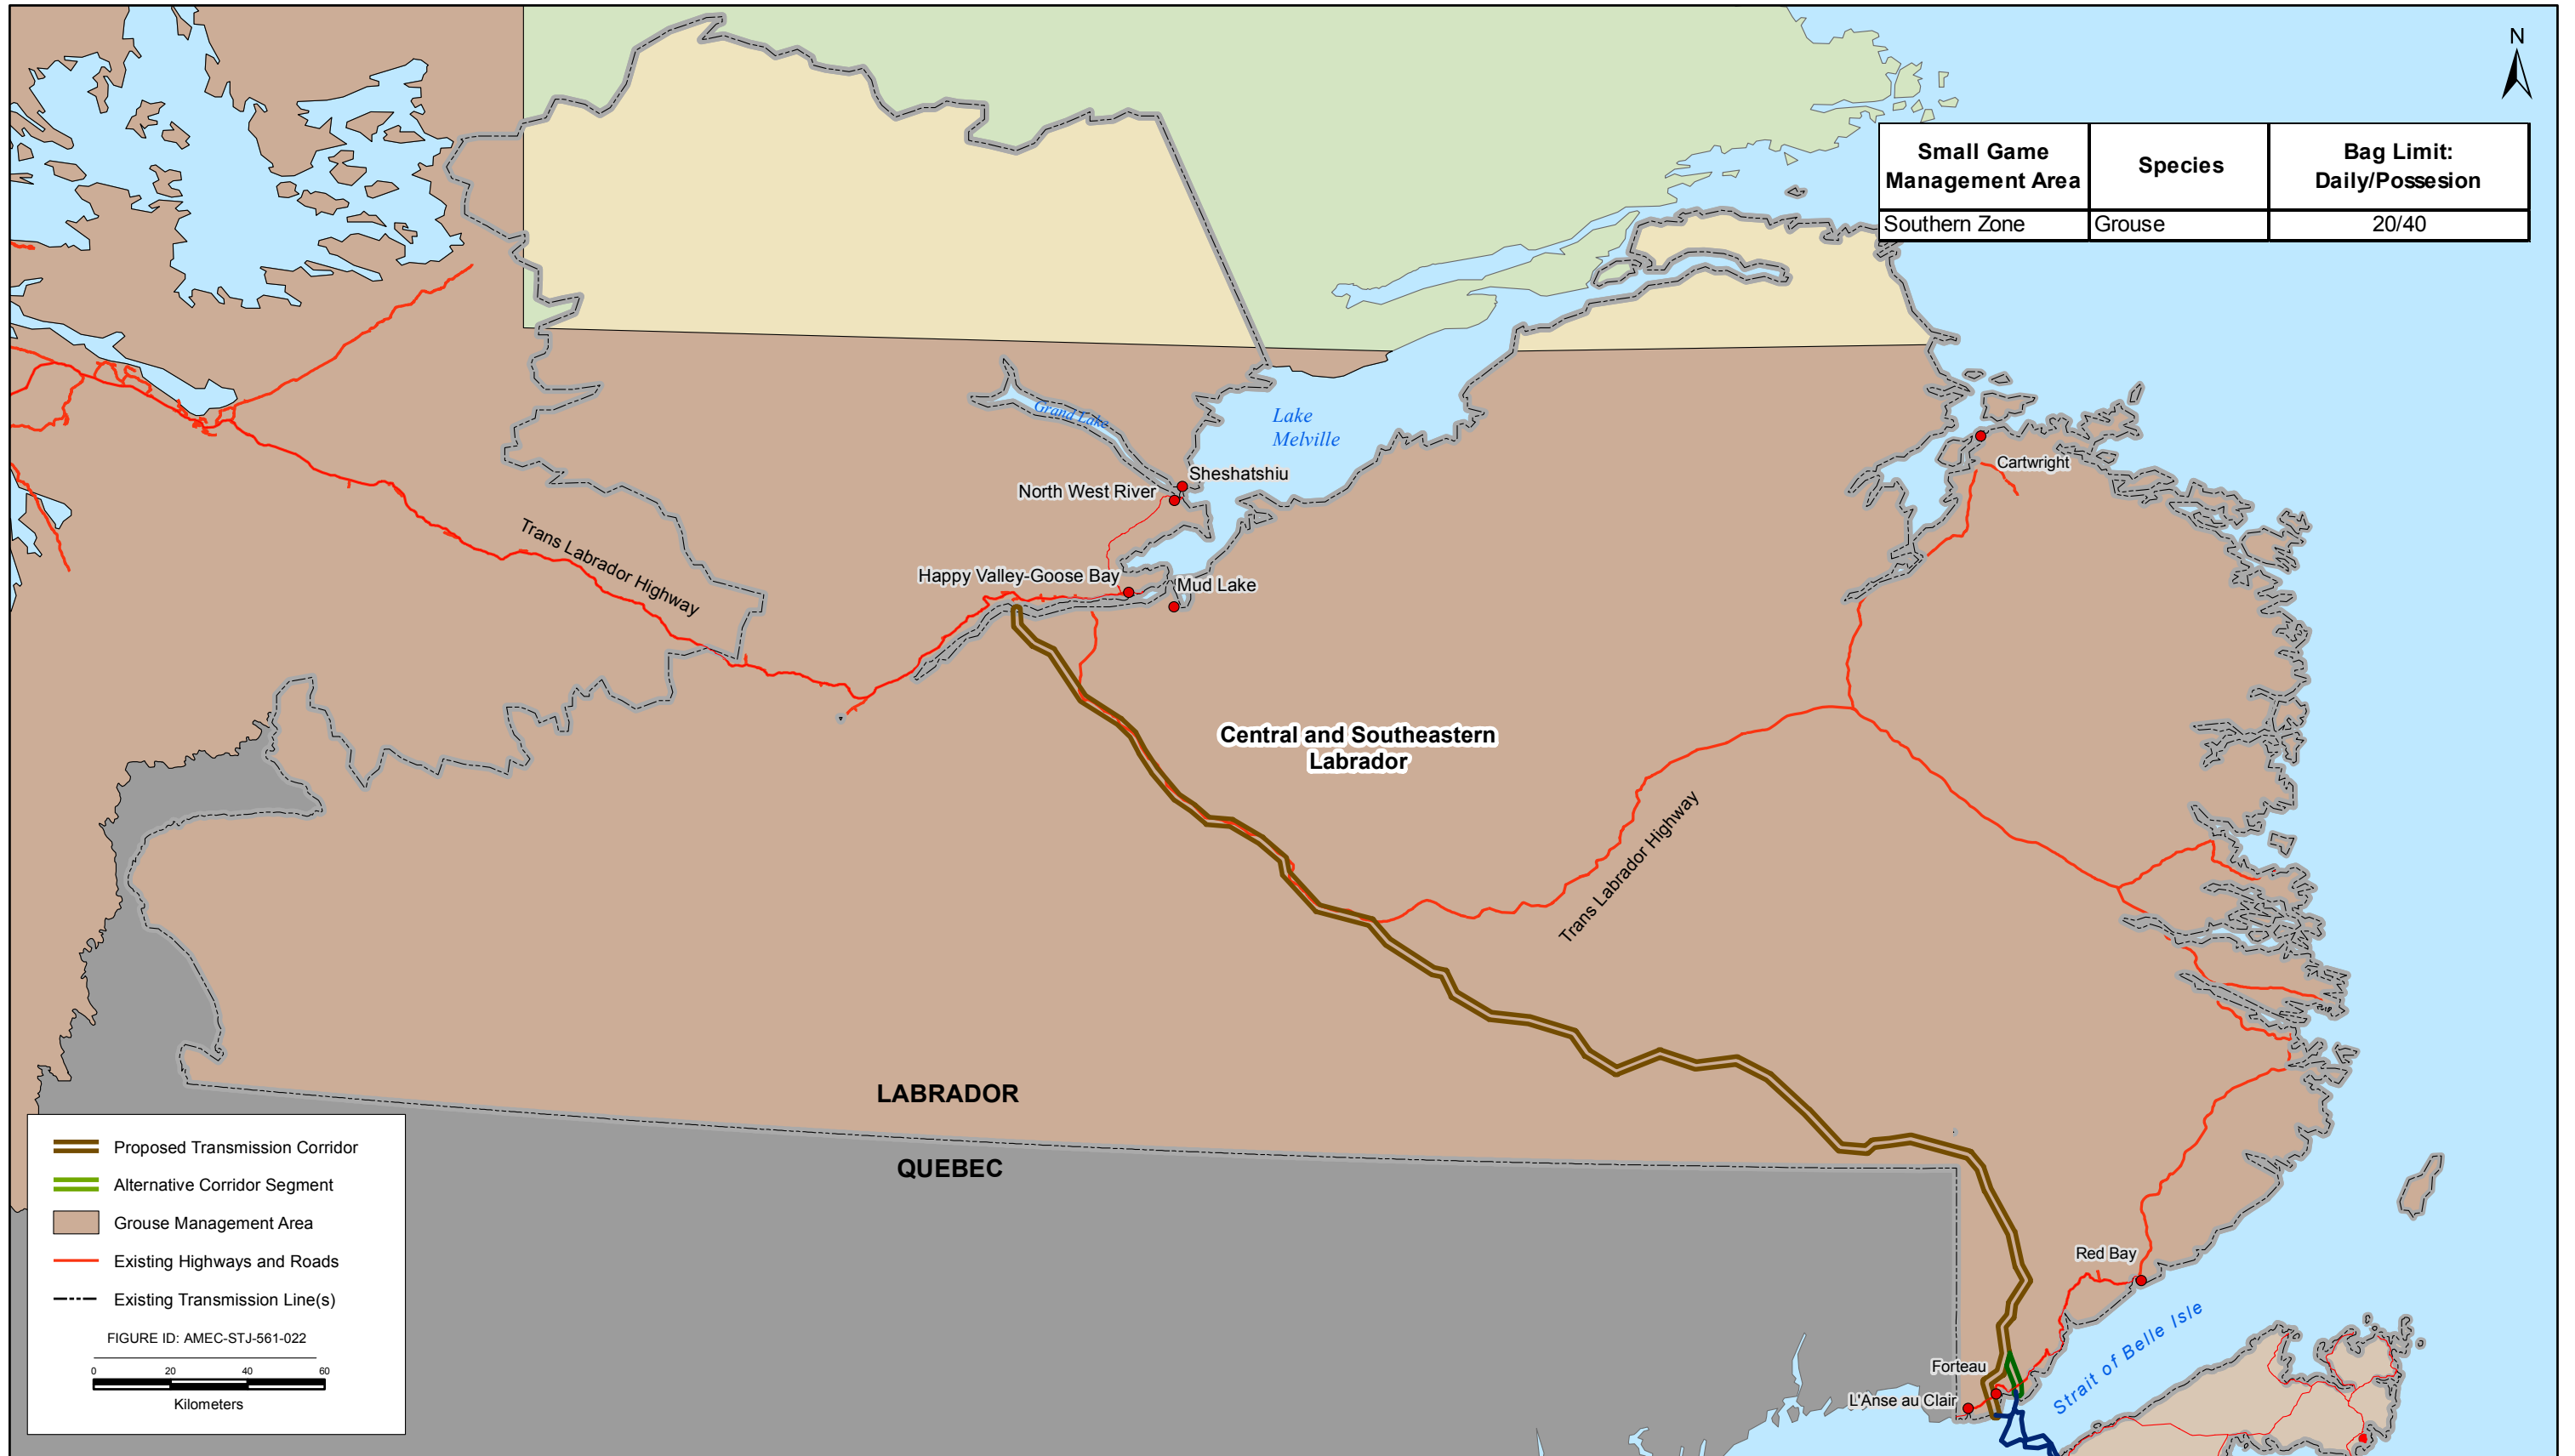 N
Small Game
Management Area
Species
Bag Limit:
Daily/Possesion
Southern Zone
Grouse
20/40
Grand Lake
Lake
Melville
Sheshatshiu
North West River
Cartwright
Trans Labrador Highway
Happy Valley-Goose Bay
Mud Lake
Central and Southeastern
Labrador
Trans Labrador Highway
LABRADOR
QUEBEC
Red Bay
Strait of Belle Isle
Forteau
L'Anse au Clair
Proposed Transmission Corridor
Alternative Corridor Segment
Grouse Management Area
Existing Highways and Roads
Existing Transmission Line(s)
FIGURE ID: AMEC-STJ-561-022
0 20 40 60
Kilometers